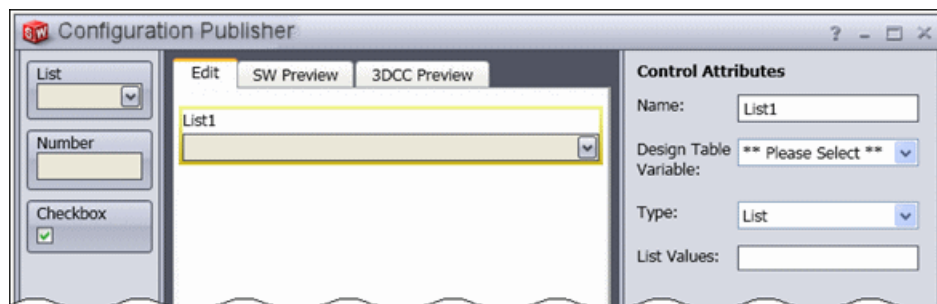 SW Configuration Publisher
?
List
Number
Checkbox
Edit SW Preview 3DCC Preview
List1
Control Attributes
Name: List1
Design Table Variable: ** Please Select **
Type: List
List Values: